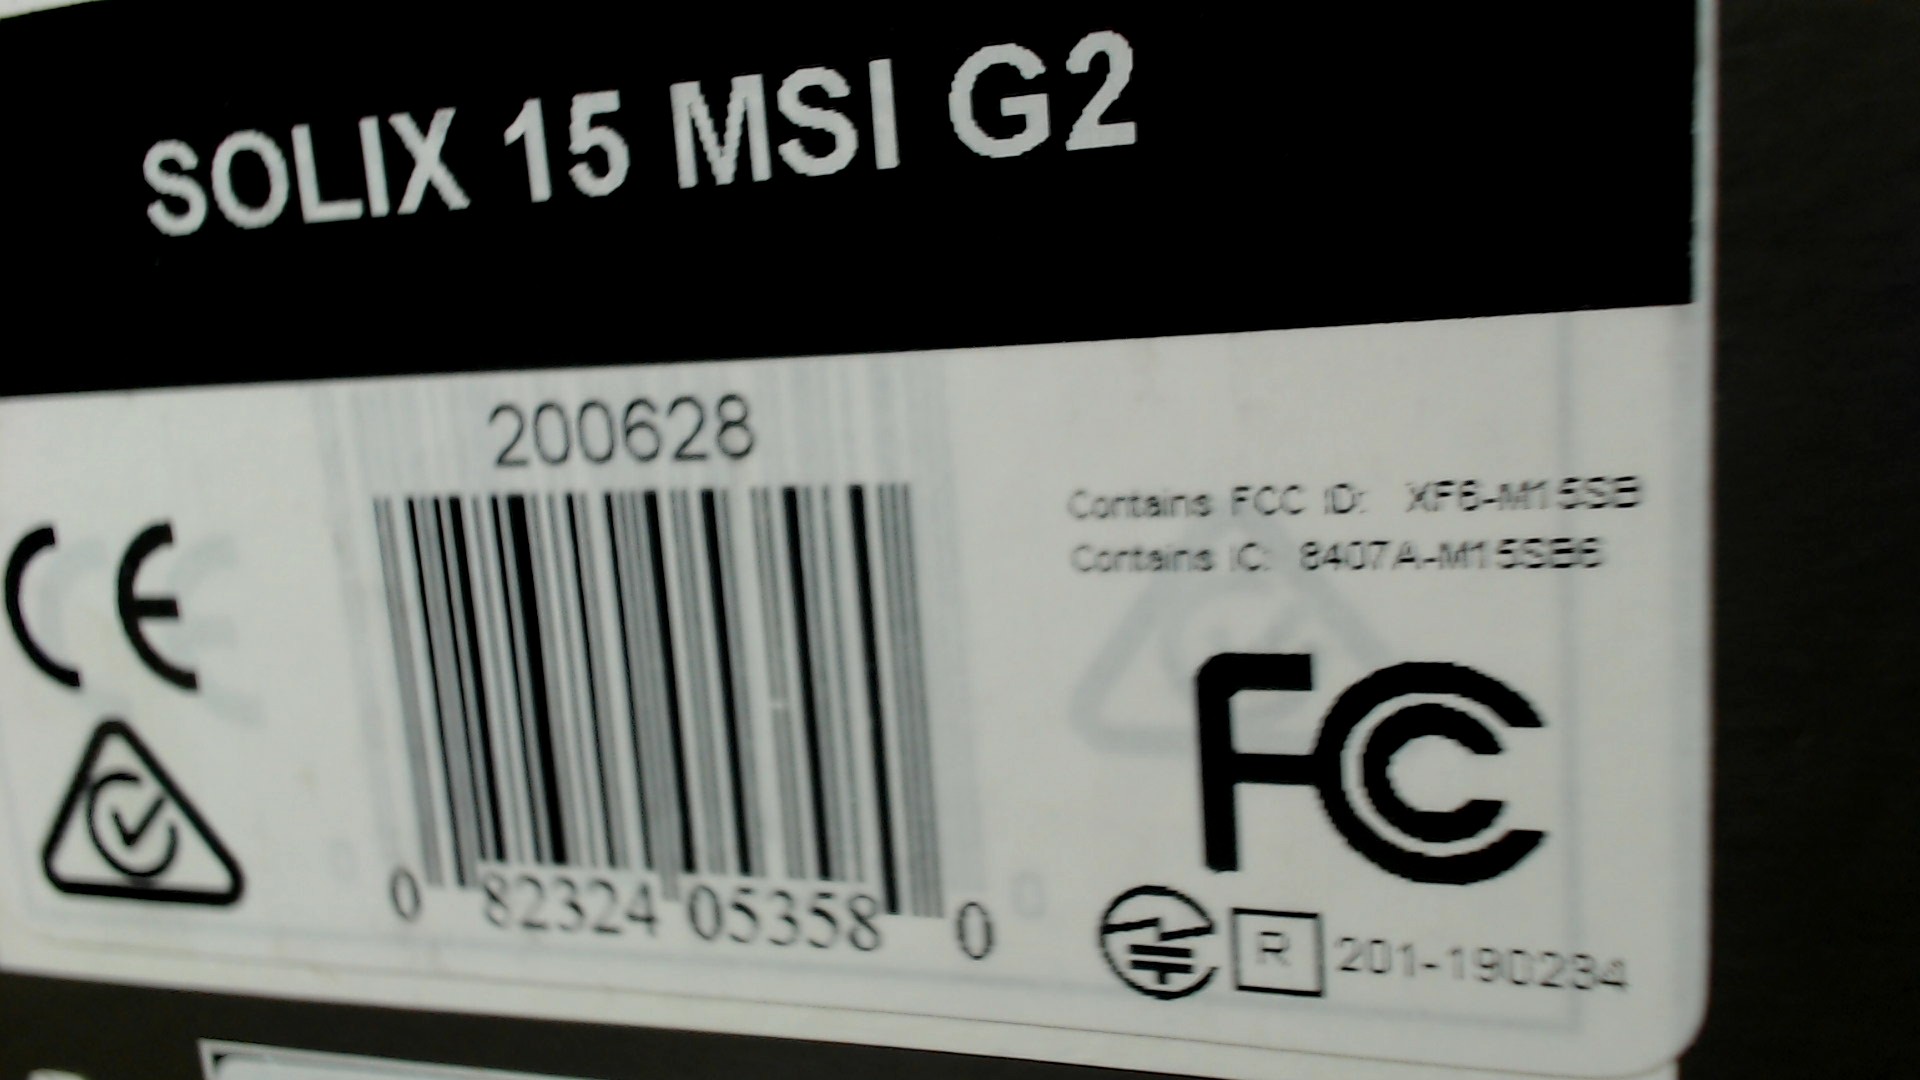 SOLIX 15 MSI G2
200628
Contains FCC ID: XF6-M15SB
Contains IC: 8407A-M15SB6
CE
FC
0 82324 05358 0
R 201-190234